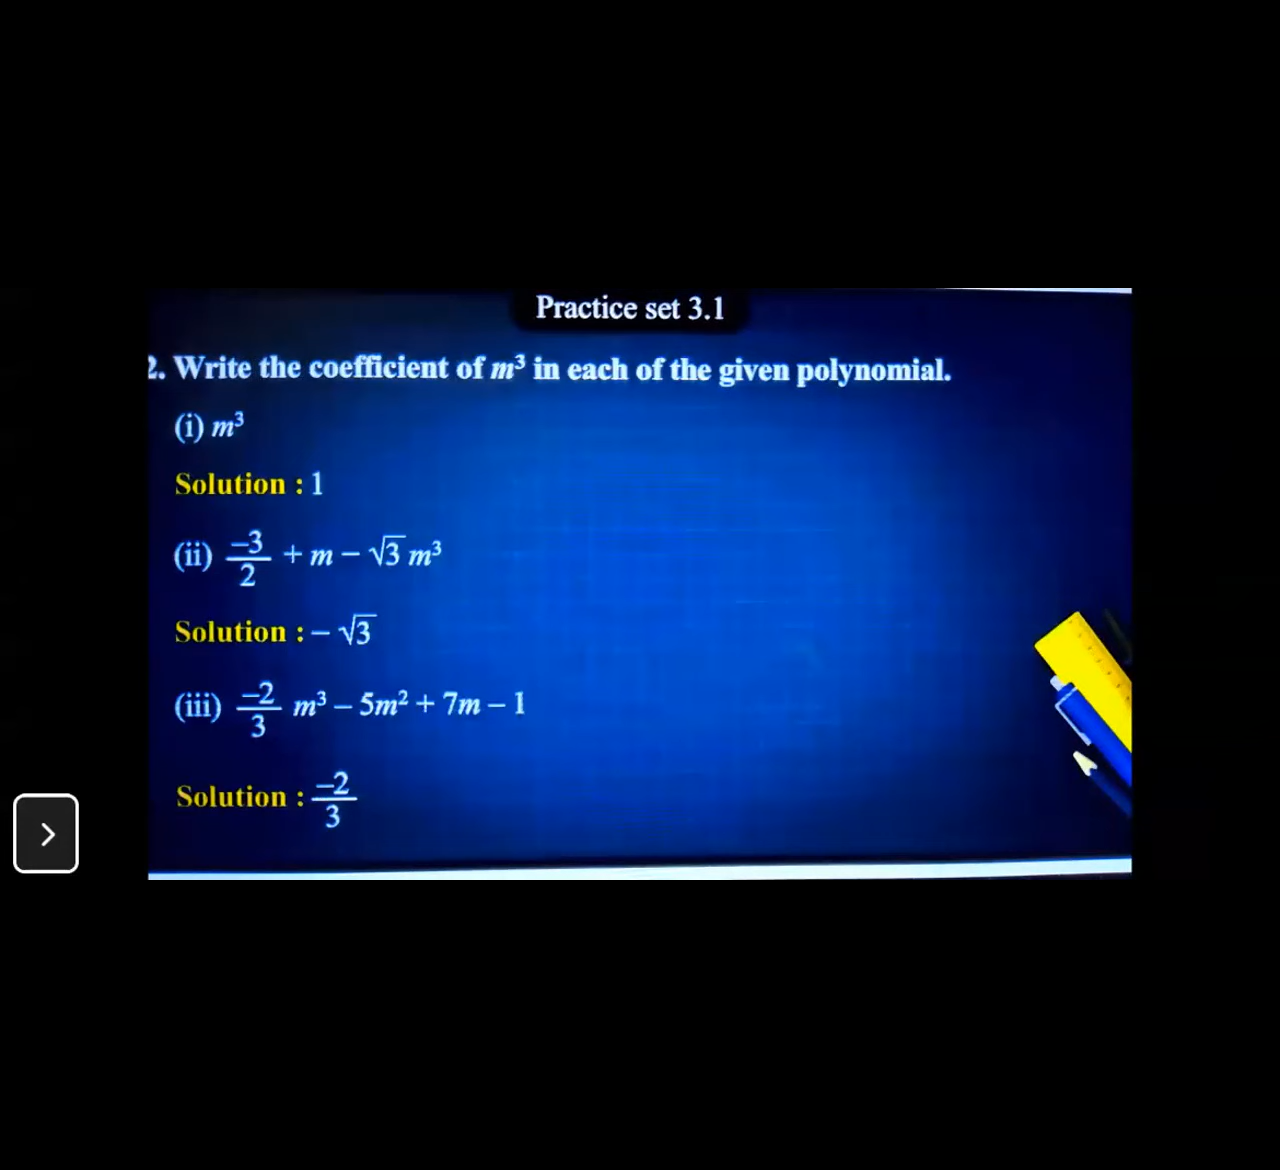 Practice set 3.1
2. Write the coefficient of m³ in each of the given polynomial.
(i) m³
Solution : 1
(ii) −3/2 + m − √3 m³
Solution : − √3
(iii) −2/3 m³ − 5m² + 7m − 1
Solution : −2/3